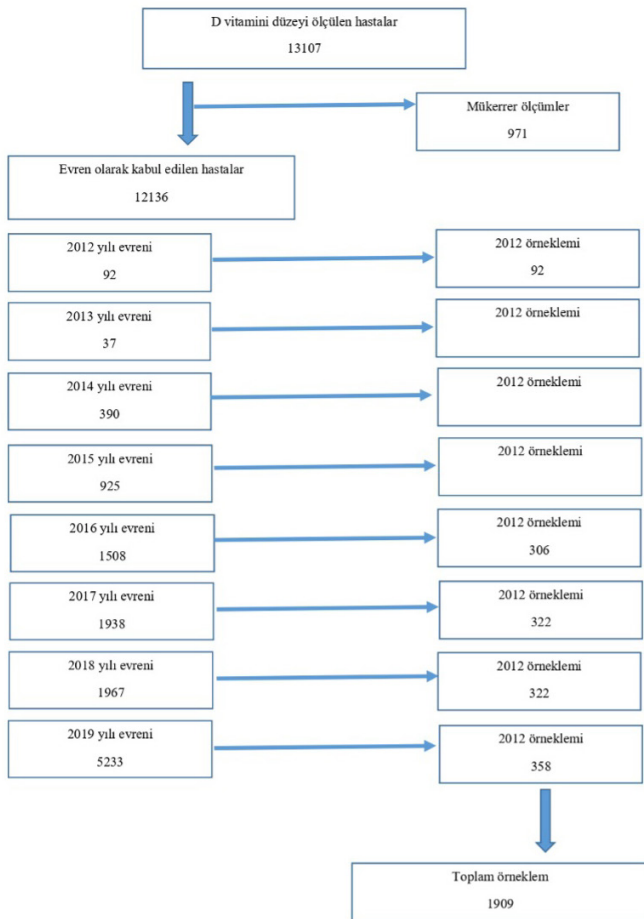 D vitamini düzeyi ölçülen hastalar
13107
Mükerrer ölçümler
971
Evren olarak kabul edilen hastalar
12136
2012 yılı evreni
92
2012 örneklemi
92
2013 yılı evreni
37
2012 örneklemi
2014 yılı evreni
390
2012 örneklemi
2015 yılı evreni
925
2012 örneklemi
2016 yılı evreni
1508
2012 örneklemi
306
2017 yılı evreni
1938
2012 örneklemi
322
2018 yılı evreni
1967
2012 örneklemi
322
2019 yılı evreni
5233
2012 örneklemi
358
Toplam örneklem
1909